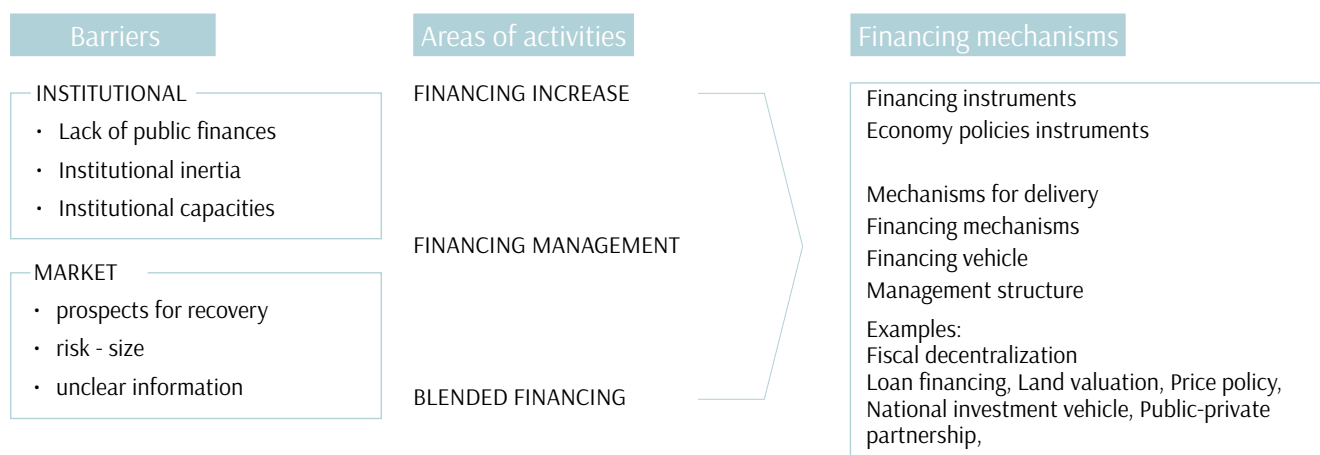 Barriers
INSTITUTIONAL
• Lack of public finances
• Institutional inertia
• Institutional capacities
MARKET
• prospects for recovery
• risk - size
• unclear information
Areas of activities
FINANCING INCREASE
FINANCING MANAGEMENT
BLENDED FINANCING
Financing mechanisms
Financing instruments
Economy policies instruments
Mechanisms for delivery
Financing mechanisms
Financing vehicle
Management structure
Examples:
Fiscal decentralization
Loan financing, Land valuation, Price policy,
National investment vehicle, Public-private
partnership,